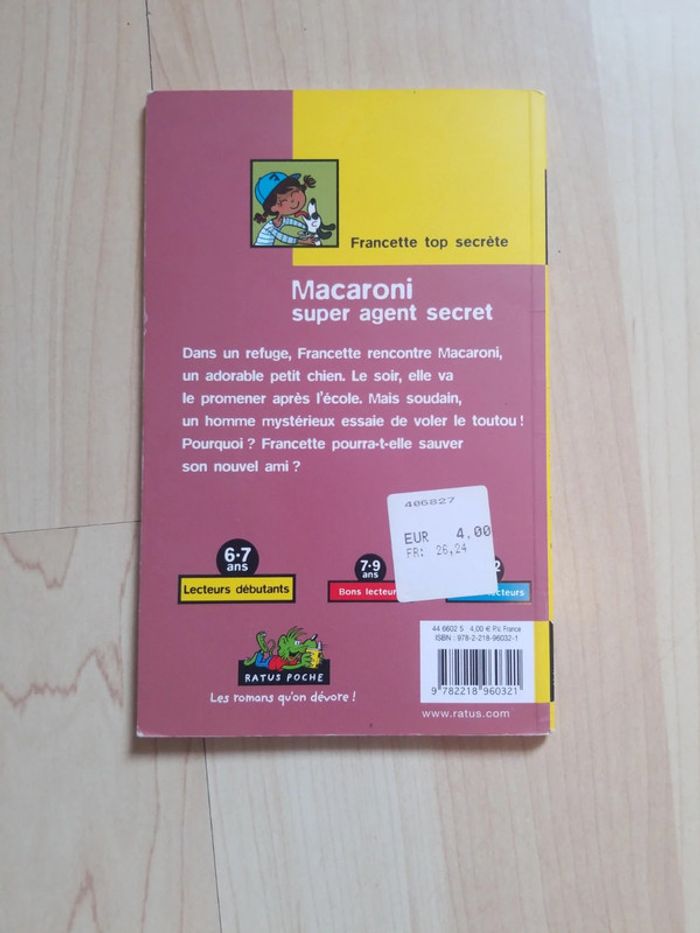 Francette top secrète
Macaroni
super agent secret
Dans un refuge, Francette rencontre Macaroni,
un adorable petit chien. Le soir, elle va
le promener après l'école. Mais soudain,
un homme mystérieux essaie de voler le toutou !
Pourquoi ? Francette pourra-t-elle sauver
son nouvel ami ?
406827
EUR 4.00
FR: 26,24
6-7
ans
Lecteurs débutants
7-9
ans
Bons
44 6602 5 4,00 € P.V. France
ISBN : 978-2-218-96032-1
9 782218 960321
www.ratus.com
RATUS POCHE
Les romans qu'on dévore !